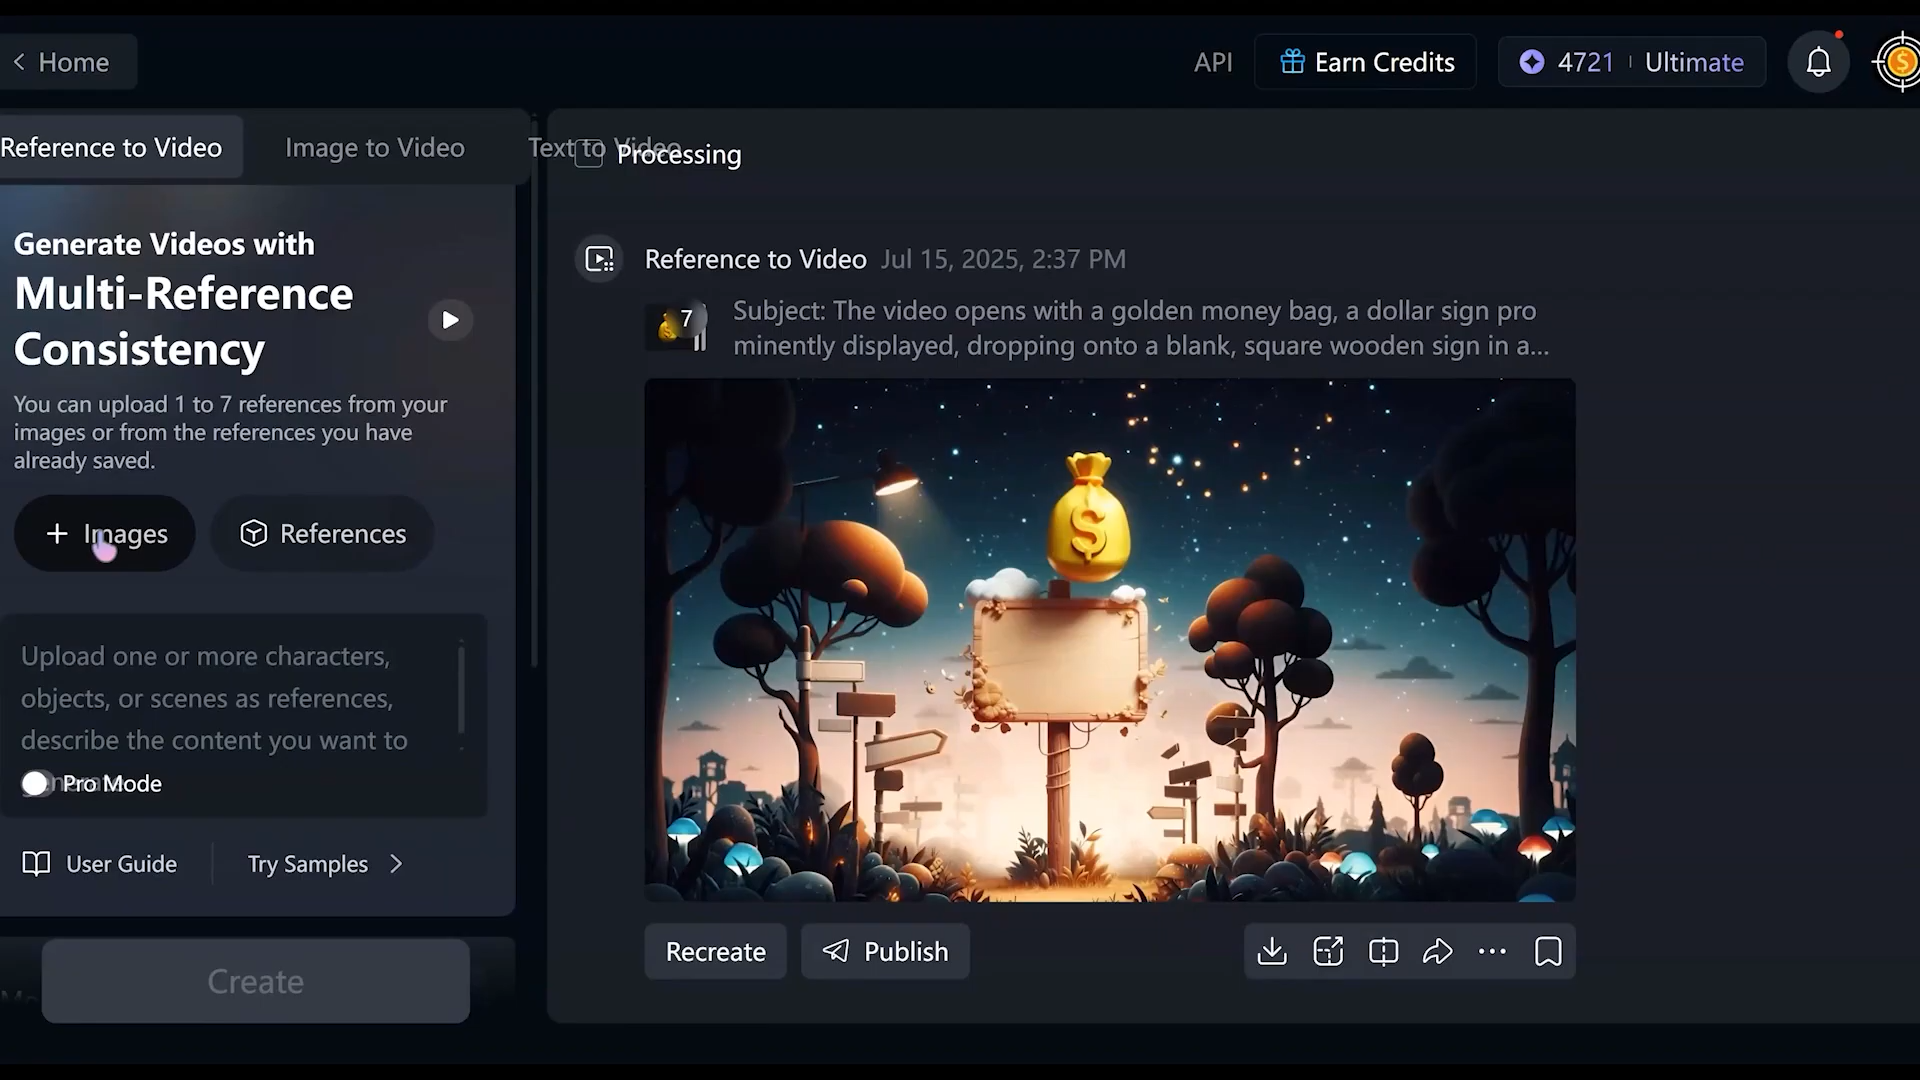 Home
API
Earn Credits
4721
Ultimate
Reference to Video
Image to Video
Text to Video
Processing
Generate Videos with
Multi-Reference
Consistency
You can upload 1 to 7 references from your
images or from the references you have
already saved.
Images
References
Upload one or more characters,
objects, or scenes as references,
describe the content you want to
Pro Mode
User Guide
Try Samples
Create
Reference to Video
Jul 15, 2025, 2:37 PM
7
Subject: The video opens with a golden money bag, a dollar sign pro
minently displayed, dropping onto a blank, square wooden sign in a...
$
Recreate
Publish